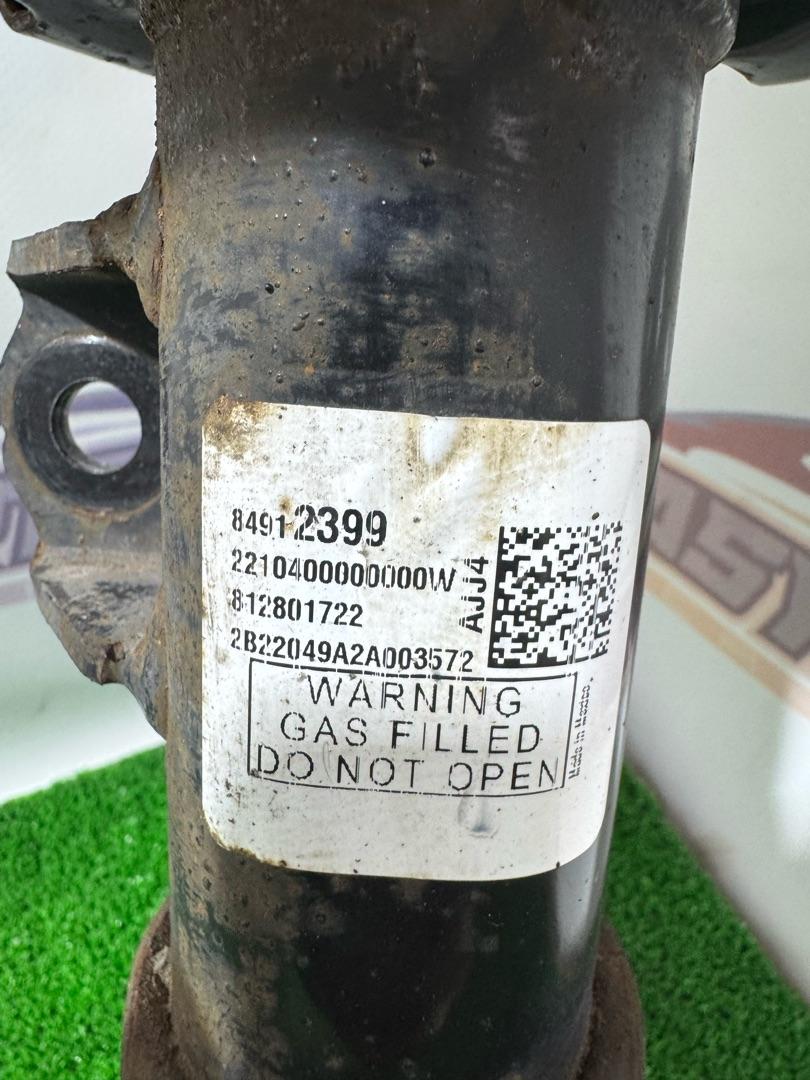 84912399
2210400000000W
AJJ4
812801722
2B22049A2A003572
WARNING
GAS FILLED
DO NOT OPEN
Made in Mexico.